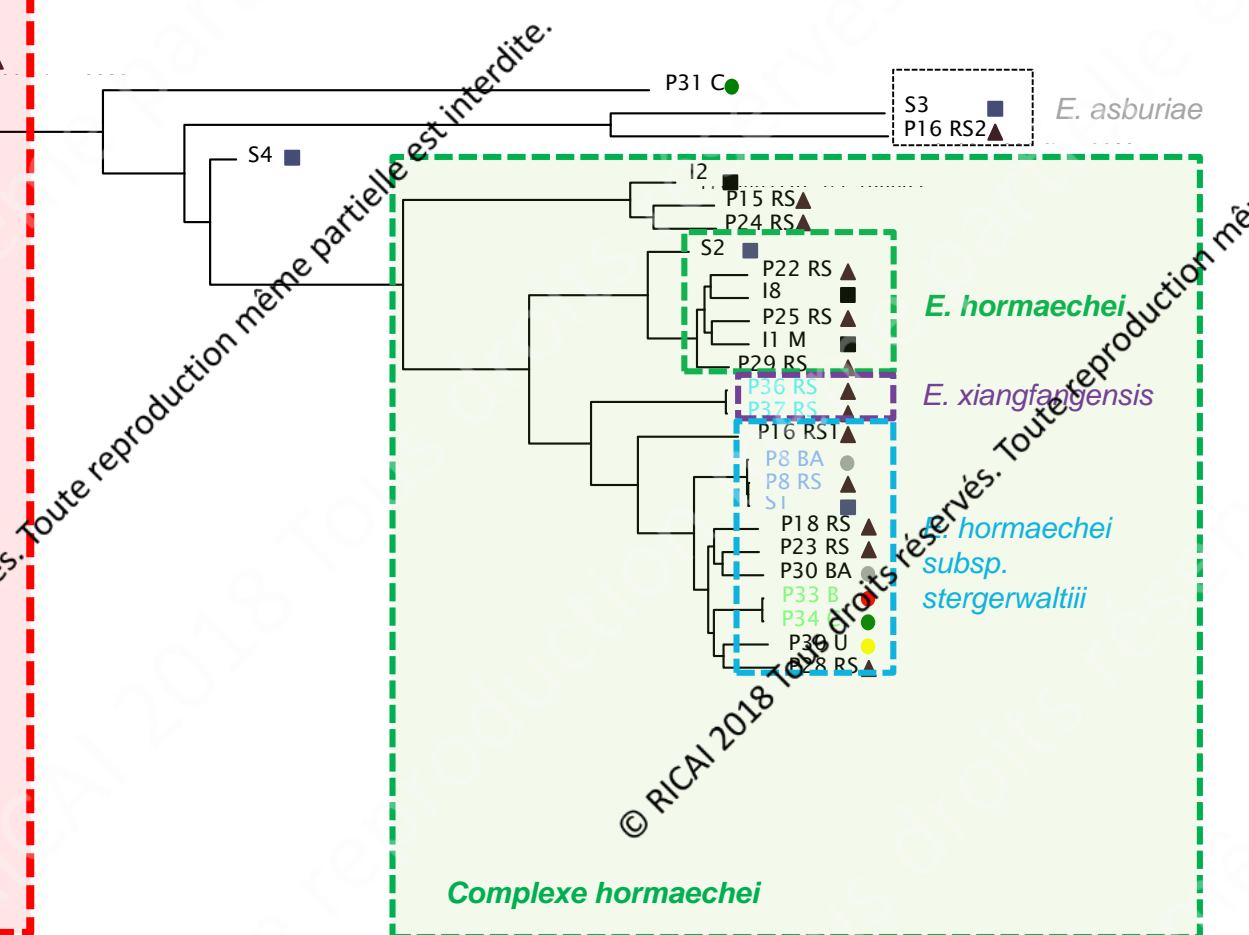 P31 C
S3
E. asburiae
P16 RS2
S4
I2
P15 RS
P24 RS
S2
P22 RS
I8
E. hormaechei
P25 RS
I1 M
P29 RS
P36 RS
E. xiangfangensis
P37 RS
P16 RS1
P8 BA
P8 RS
S1
P18 RS
E. hormaechei
P23 RS
subsp.
P30 BA
stergerwaltiii
P33 B
P34
P39 U
P28 RS
Complexe hormaechei
s. Toute reproduction même partielle est interdite.
© RICAI 2018 Tous droits réservés. Toute reproduction mê